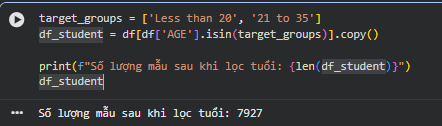 target_groups = ['Less than 20', '21 to 35']
df_student = df[df['AGE'].isin(target_groups)].copy()
print(f"Số lượng mẫu sau khi lọc tuổi: {len(df_student)}")
df_student
Số lượng mẫu sau khi lọc tuổi: 7927